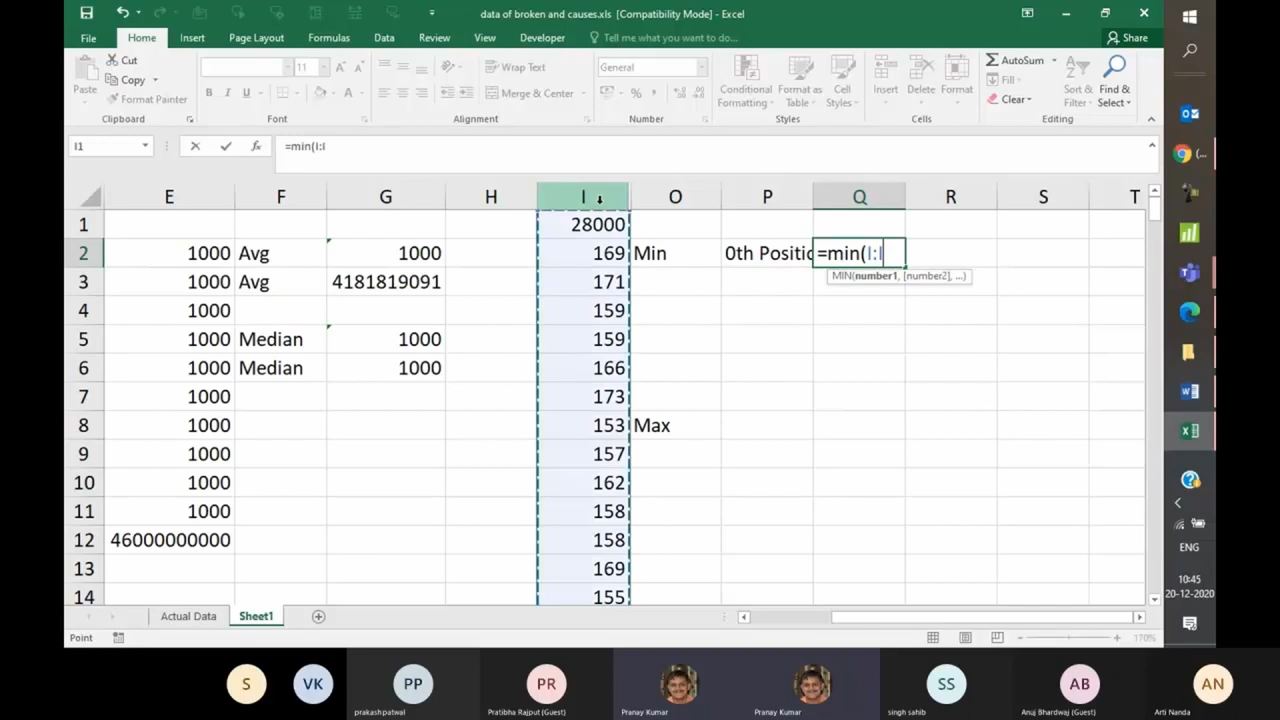 data of broken and causes.xls [Compatibility Mode] - Excel
File Home Insert Page Layout Formulas Data Review View Developer Tell me what you want to do... Share
Cut
Copy
Format Painter
Paste
Clipboard
11
B I U
Font
Wrap Text
Merge & Center
Alignment
General
Number
Conditional Formatting
Format as Table
Cell Styles
Styles
Insert Delete Format
Cells
AutoSum
Fill
Clear
Sort & Filter
Find & Select
Editing
I1 =min(I:I
E F G H I O P Q R S T
1 28000
2 1000 Avg 1000 169 Min 0th Positio =min(I:I
3 1000 Avg 4181819091 171 MIN(number1, [number2], ...)
4 1000 159
5 1000 Median 1000 159
6 1000 Median 1000 166
7 1000 173
8 1000 153 Max
9 1000 157
10 1000 162
11 1000 158
12 46000000000 158
13 169
14 155
Actual Data Sheet1
Point 170%
ENG
10:45
20-12-2020
S VK PP PR SS AB AN
prakash patwal Pratibha Rajput (Guest) Pranay Kumar Pranay Kumar singh sahib Anuj Bhardwaj (Guest) Arti Nanda